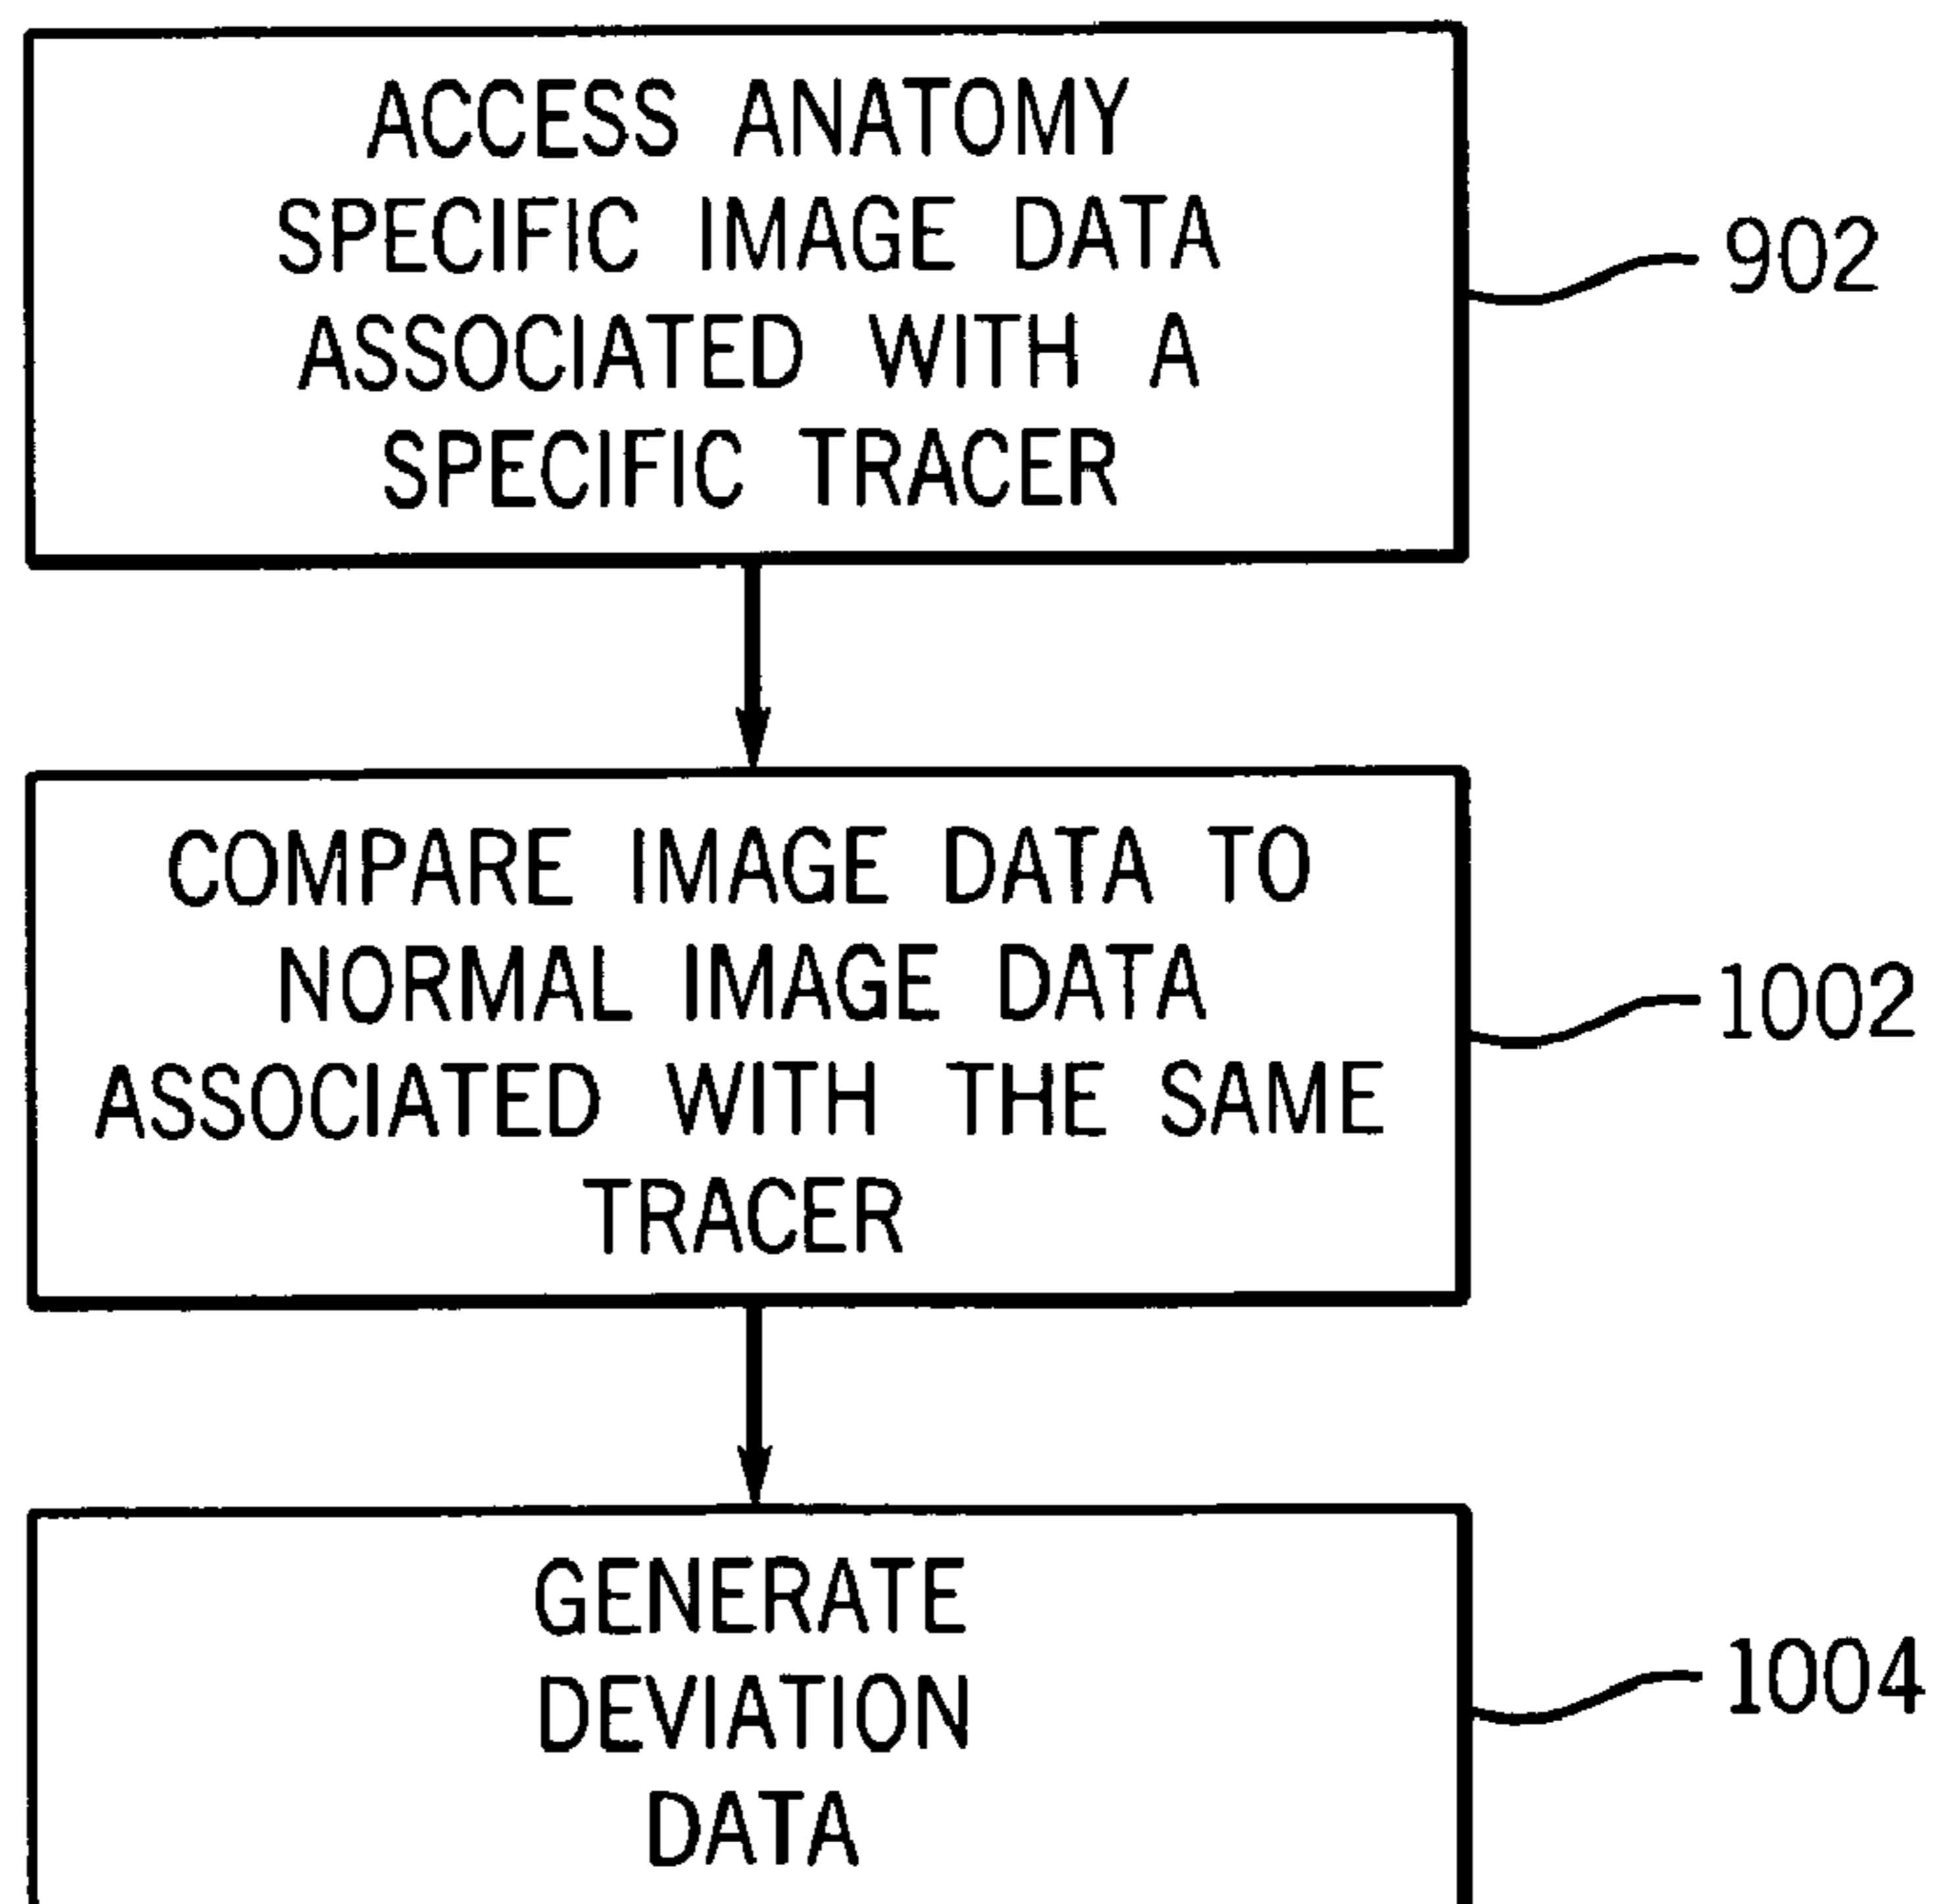 ACCESS ANATOMY
SPECIFIC IMAGE DATA
ASSOCIATED WITH A
SPECIFIC TRACER
902
COMPARE IMAGE DATA TO
NORMAL IMAGE DATA
ASSOCIATED WITH THE SAME
TRACER
1002
GENERATE
DEVIATION
DATA
1004